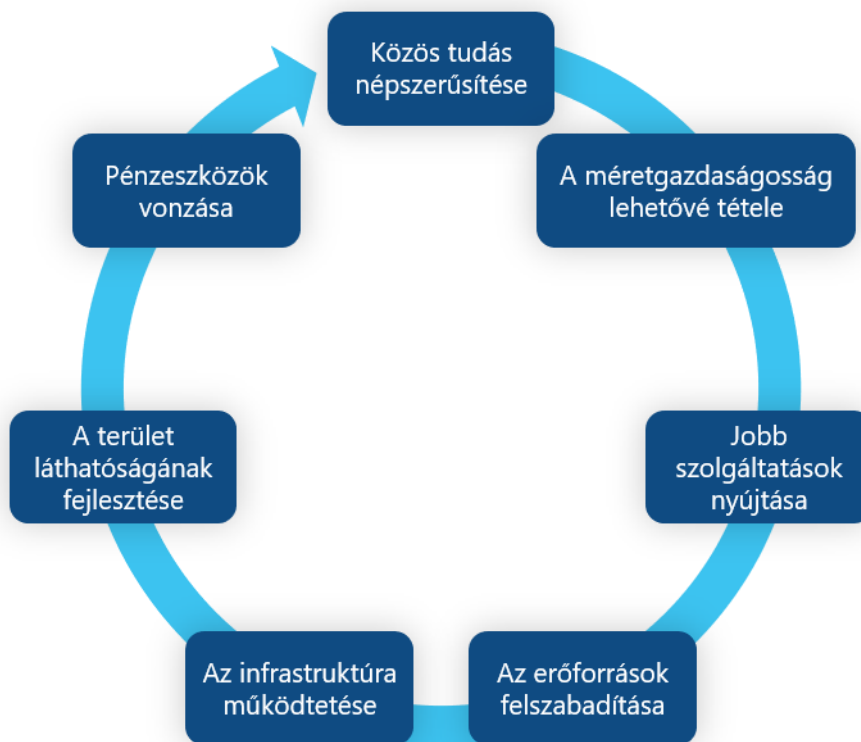 Közös tudás
népszerűsítése
A méretgazdaságosság
lehetővé tétele
Jobb
szolgáltatások
nyújtása
Az erőforrások
felszabadítása
Az infrastruktúra
működtetése
A terület
láthatóságának
fejlesztése
Pénzeszközök
vonzása